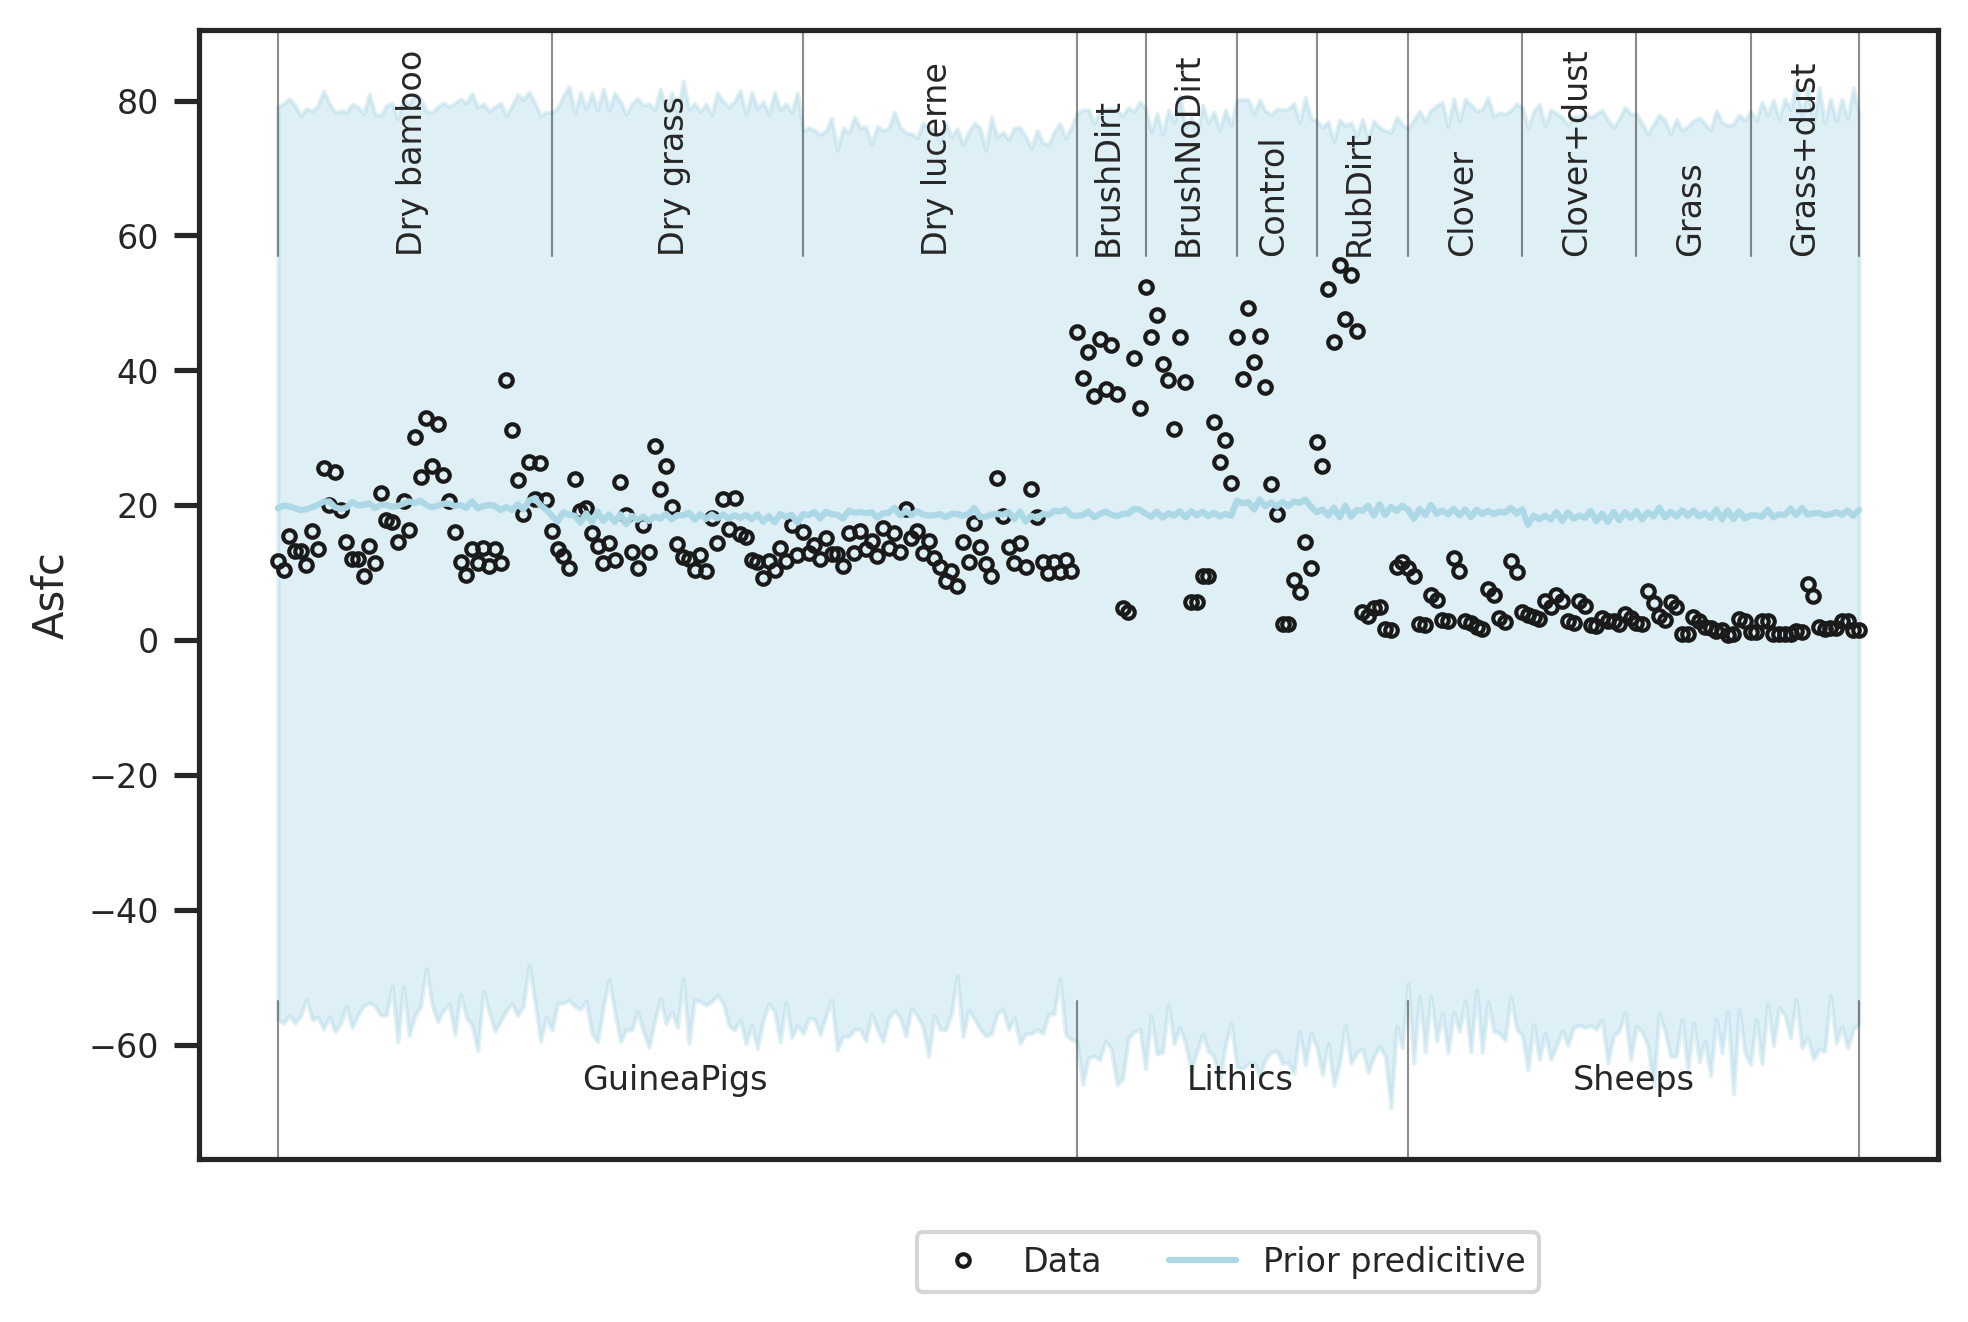 Asfc
80
60
40
20
0
−20
−40
−60
Dry bamboo
Dry grass
Dry lucerne
BrushDirt
BrushNoDirt
Control
RubDirt
Clover
Clover+dust
Grass
Grass+dust
GuineaPigs
Lithics
Sheeps
Data
Prior predicitive